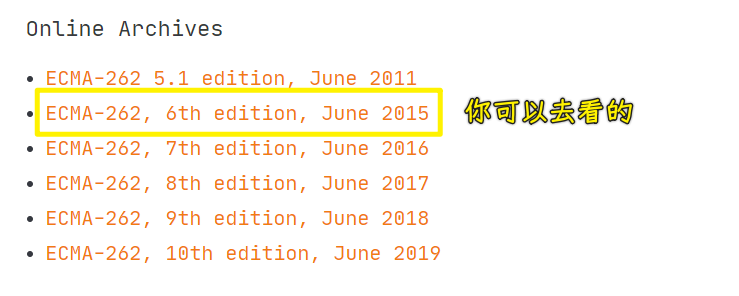 Online Archives
ECMA-262 5.1 edition, June 2011
ECMA-262, 6th edition, June 2015 你可以去看的
ECMA-262, 7th edition, June 2016
ECMA-262, 8th edition, June 2017
ECMA-262, 9th edition, June 2018
ECMA-262, 10th edition, June 2019